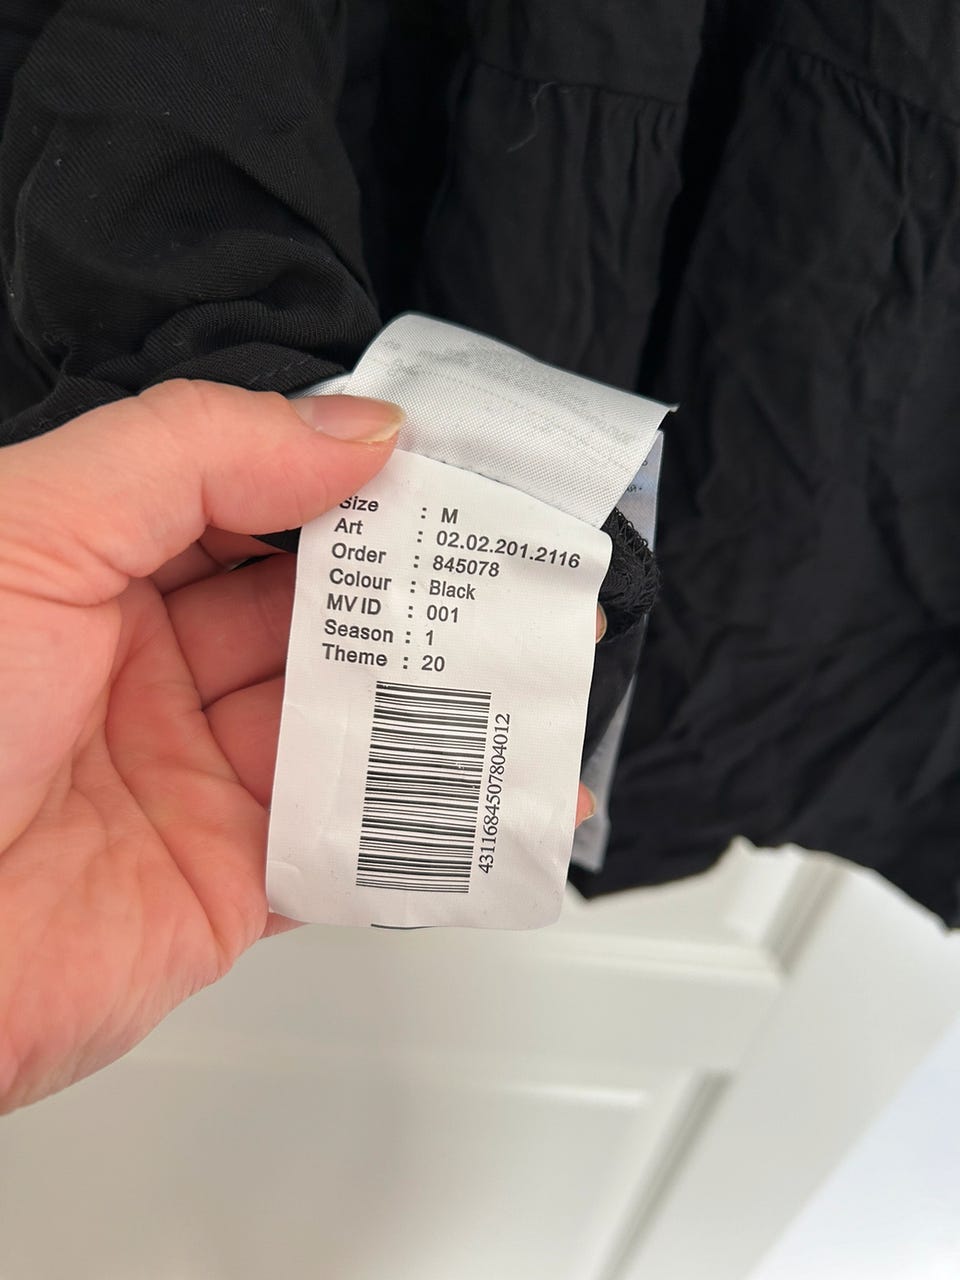 Size : M
Art : 02.02.201.2116
Order : 845078
Colour : Black
MV ID : 001
Season : 1
Theme : 20
4311684507804012